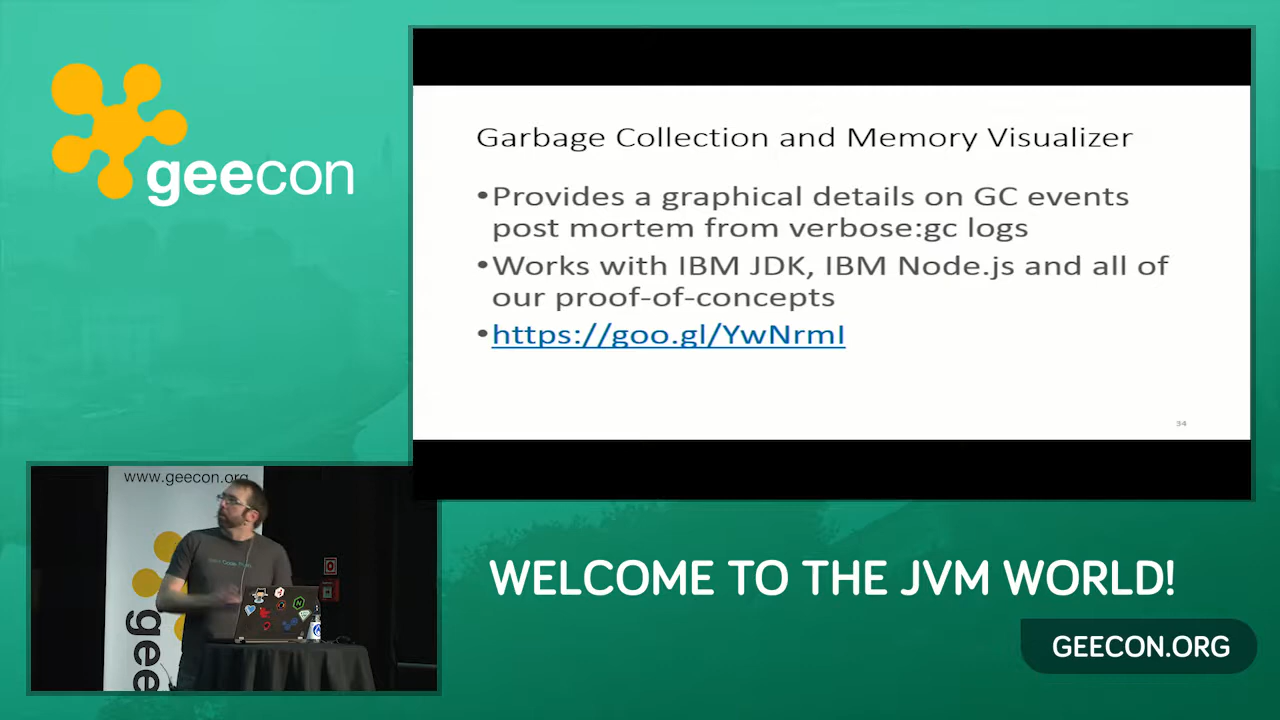 geecon
Garbage Collection and Memory Visualizer
•Provides a graphical details on GC events
post mortem from verbose:gc logs
•Works with IBM JDK, IBM Node.js and all of
our proof-of-concepts
•https://goo.gl/YwNrmI
34
www.geecon.org
gee
WELCOME TO THE JVM WORLD!
GEECON.ORG